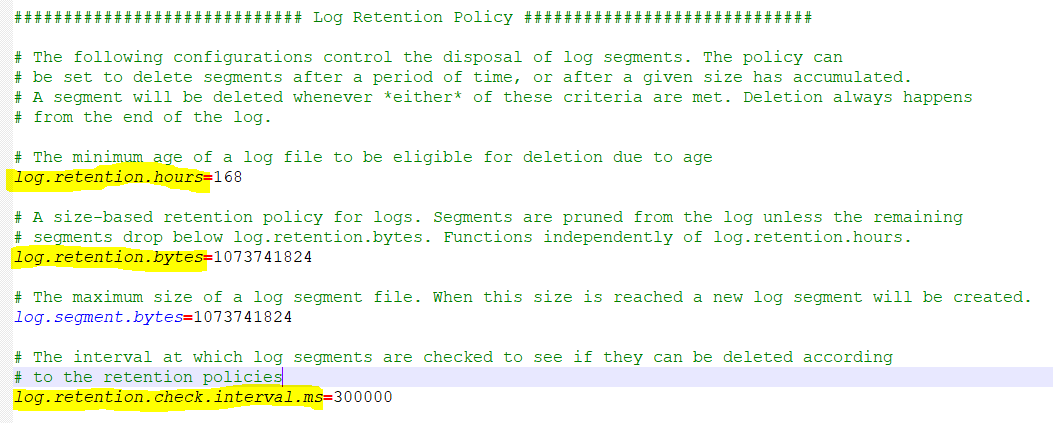 ############################# Log Retention Policy #############################
# The following configurations control the disposal of log segments. The policy can
# be set to delete segments after a period of time, or after a given size has accumulated.
# A segment will be deleted whenever *either* of these criteria are met. Deletion always happens
# from the end of the log.
# The minimum age of a log file to be eligible for deletion due to age
log.retention.hours=168
# A size-based retention policy for logs. Segments are pruned from the log unless the remaining
# segments drop below log.retention.bytes. Functions independently of log.retention.hours.
log.retention.bytes=1073741824
# The maximum size of a log segment file. When this size is reached a new log segment will be created.
log.segment.bytes=1073741824
# The interval at which log segments are checked to see if they can be deleted according
# to the retention policies
log.retention.check.interval.ms=300000